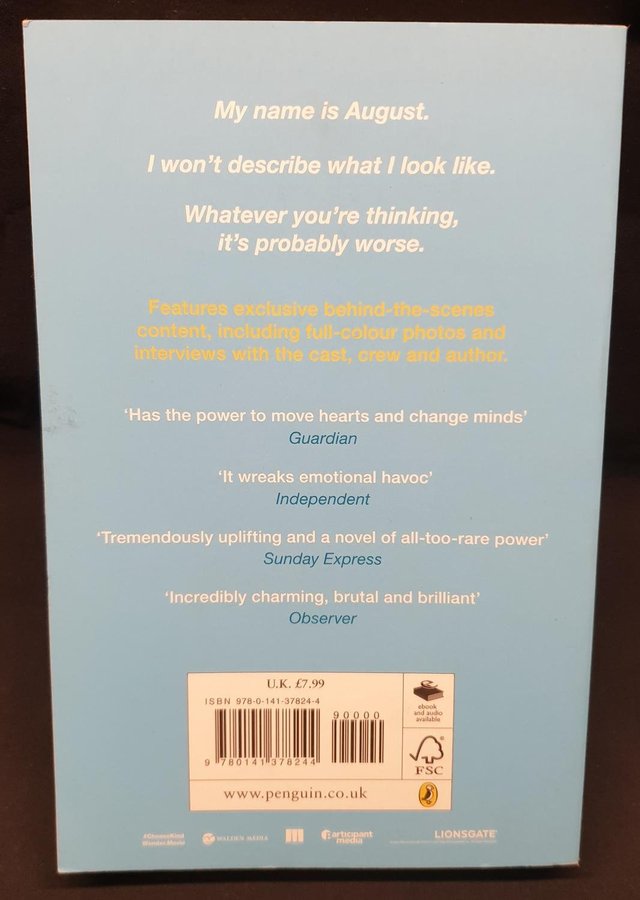 My name is August.
I won't describe what I look like.
Whatever you're thinking,
it's probably worse.
Features exclusive behind-the-scenes
content, including full-colour photos and
interviews with the cast, crew and author.
‘Has the power to move hearts and change minds’
Guardian
‘It wreaks emotional havoc’
Independent
‘Tremendously uplifting and a novel of all-too-rare power’
Sunday Express
‘Incredibly charming, brutal and brilliant’
Observer
U.K. £7.99
ISBN 978-0-141-37824-4
90000
9 780141 378244
ebook
and audio
available
FSC
www.penguin.co.uk
#ChooseKind
Wonder.Movie
WALDEN MEDIA
Participant
media
LIONSGATE